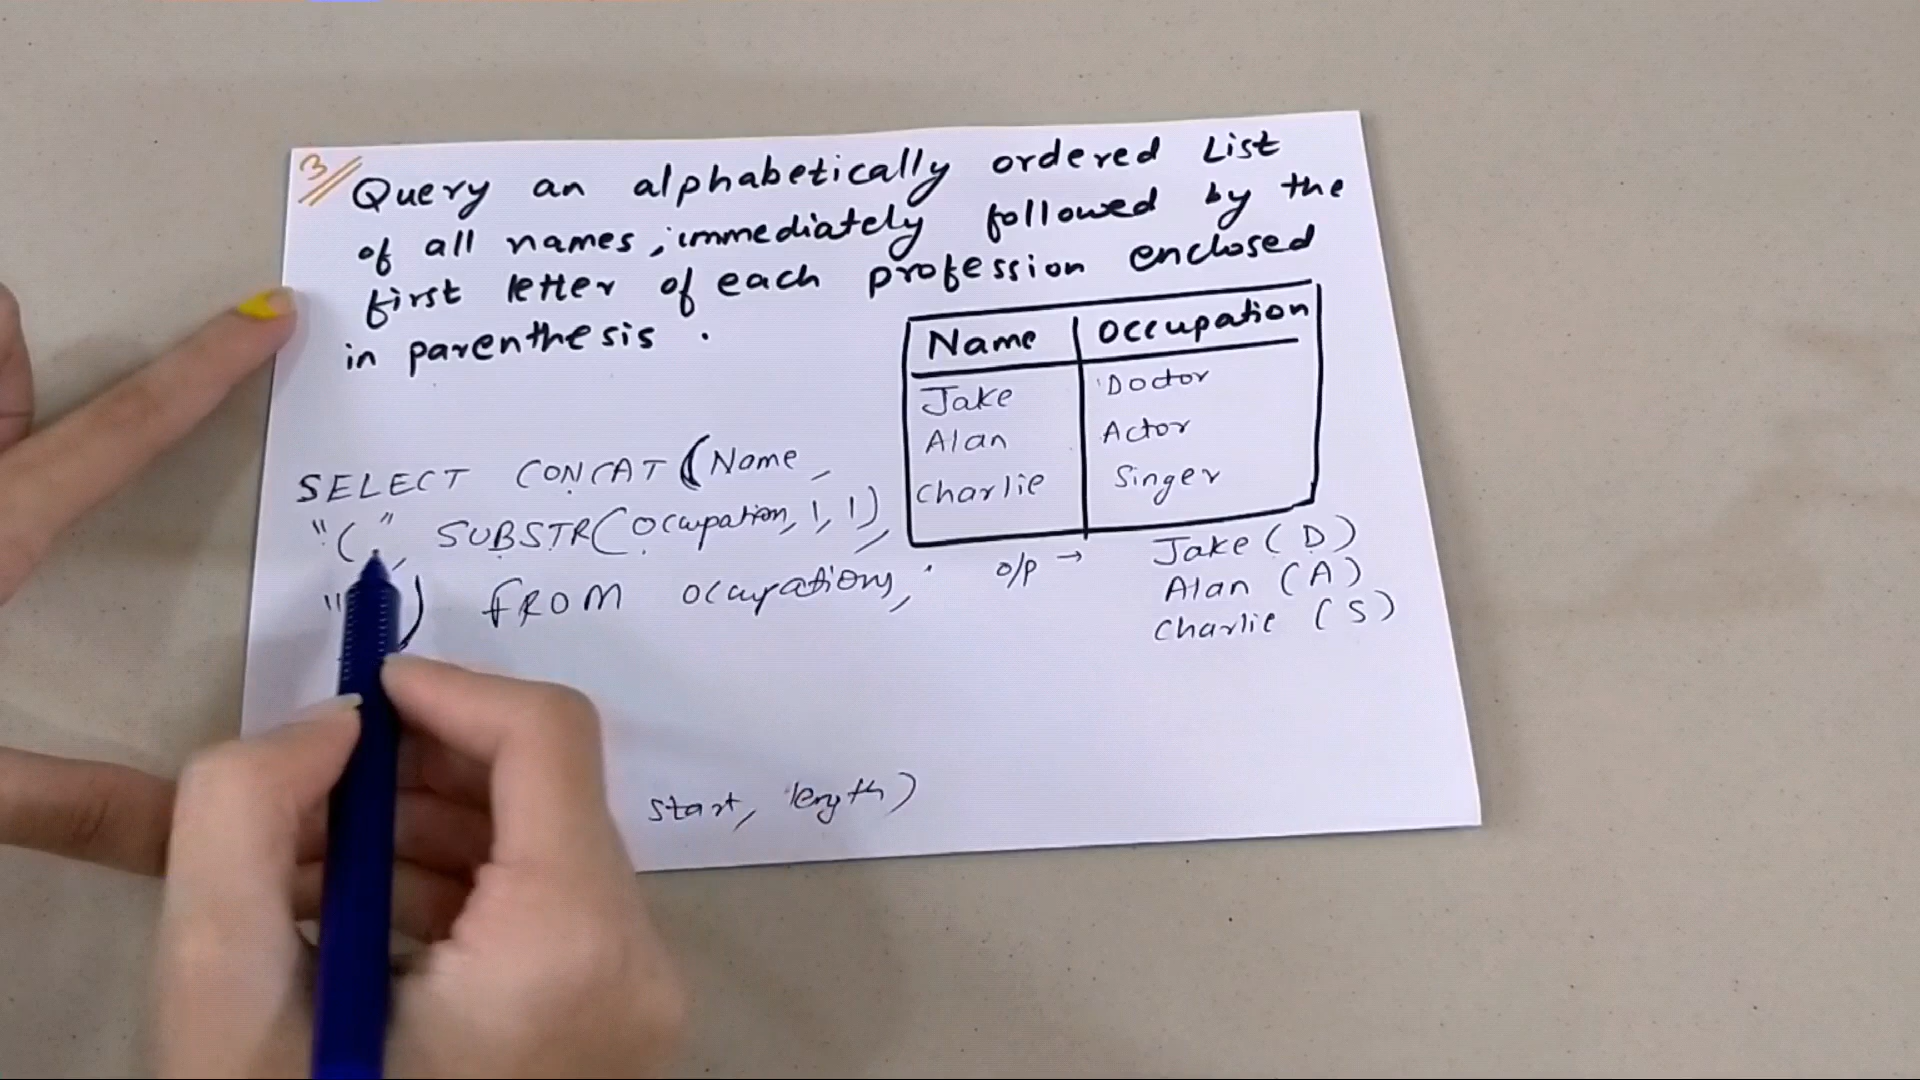 3
Query an alphabetically ordered List
of all names, immediately followed by the
first letter of each profession enclosed
in parenthesis .
Name Occupation
Jake Doctor
Alan Actor
Charlie Singer
SELECT CONCAT (Name,
"(", SUBSTR(Occupation, 1, 1),
" ) FROM occupations;
o/p → Jake (D)
Alan (A)
Charlie (S)
start, length)